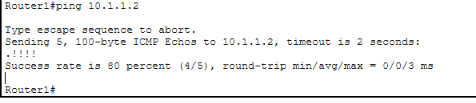 Router1#ping 10.1.1.2
Type escape sequence to abort.
Sending 5, 100-byte ICMP Echos to 10.1.1.2, timeout is 2 seconds:
.!!!!
Success rate is 80 percent (4/5), round-trip min/avg/max = 0/0/3 ms
Router1#